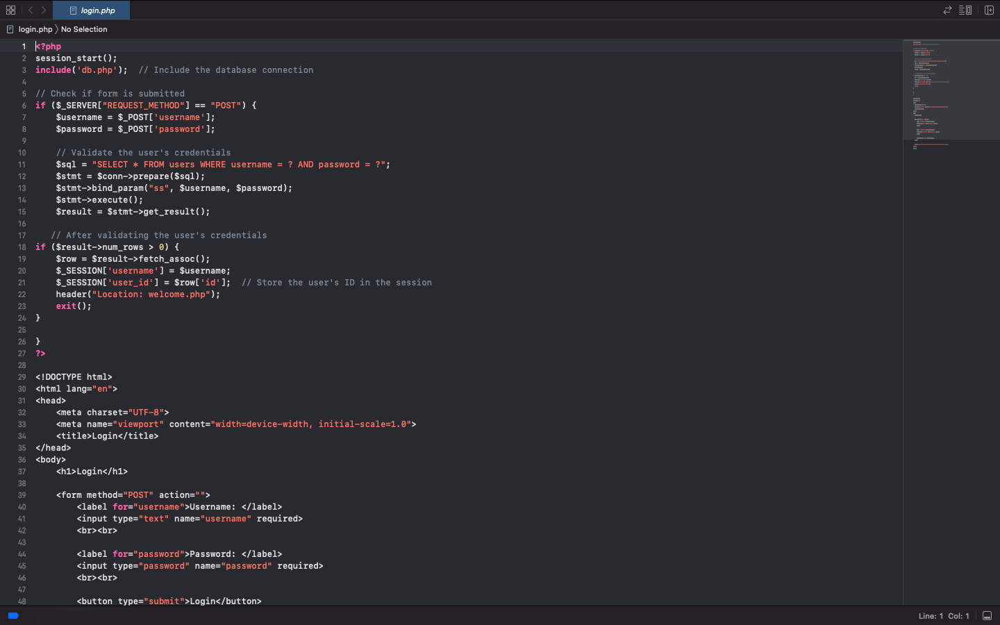 login.php
login.php 〉 No Selection
1 <?php
2 session_start();
3 include('db.php');  // Include the database connection
4
5 // Check if form is submitted
6 if ($_SERVER["REQUEST_METHOD"] == "POST") {
7     $username = $_POST['username'];
8     $password = $_POST['password'];
9
10     // Validate the user's credentials
11     $sql = "SELECT * FROM users WHERE username = ? AND password = ?";
12     $stmt = $conn->prepare($sql);
13     $stmt->bind_param("ss", $username, $password);
14     $stmt->execute();
15     $result = $stmt->get_result();
16
17    // After validating the user's credentials
18 if ($result->num_rows > 0) {
19     $row = $result->fetch_assoc();
20     $_SESSION['username'] = $username;
21     $_SESSION['user_id'] = $row['id'];  // Store the user's ID in the session
22     header("Location: welcome.php");
23     exit();
24 }
25
26 }
27 ?>
28
29 <!DOCTYPE html>
30 <html lang="en">
31 <head>
32     <meta charset="UTF-8">
33     <meta name="viewport" content="width=device-width, initial-scale=1.0">
34     <title>Login</title>
35 </head>
36 <body>
37     <h1>Login</h1>
38
39     <form method="POST" action="">
40         <label for="username">Username: </label>
41         <input type="text" name="username" required>
42         <br><br>
43
44         <label for="password">Password: </label>
45         <input type="password" name="password" required>
46         <br><br>
47
48         <button type="submit">Login</button>
Line: 1  Col: 1